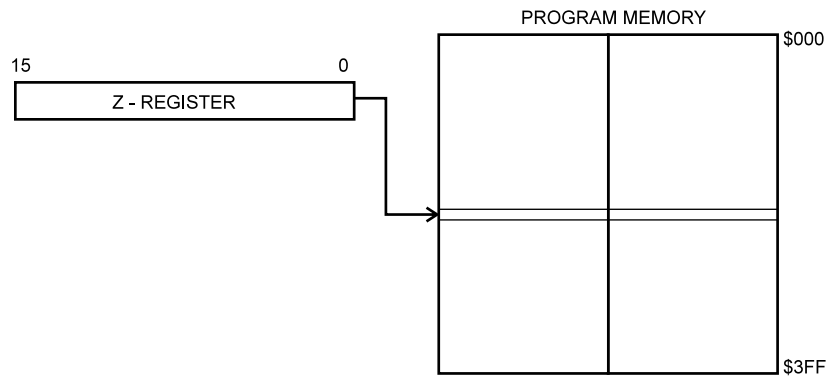 PROGRAM MEMORY
$000
15 0
Z - REGISTER
$3FF